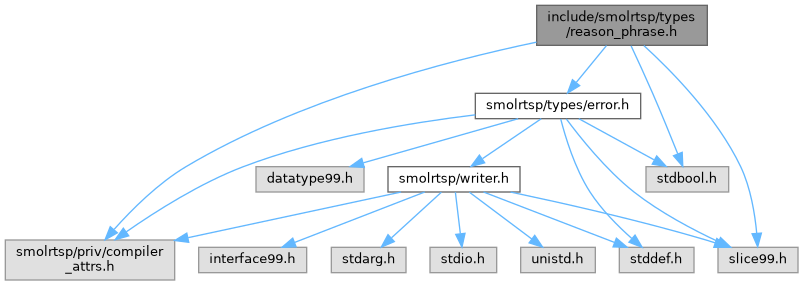 include/smolrtsp/types
/reason_phrase.h
smolrtsp/types/error.h
datatype99.h
smolrtsp/writer.h
stdbool.h
smolrtsp/priv/compiler
_attrs.h
interface99.h
stdarg.h
stdio.h
unistd.h
stddef.h
slice99.h